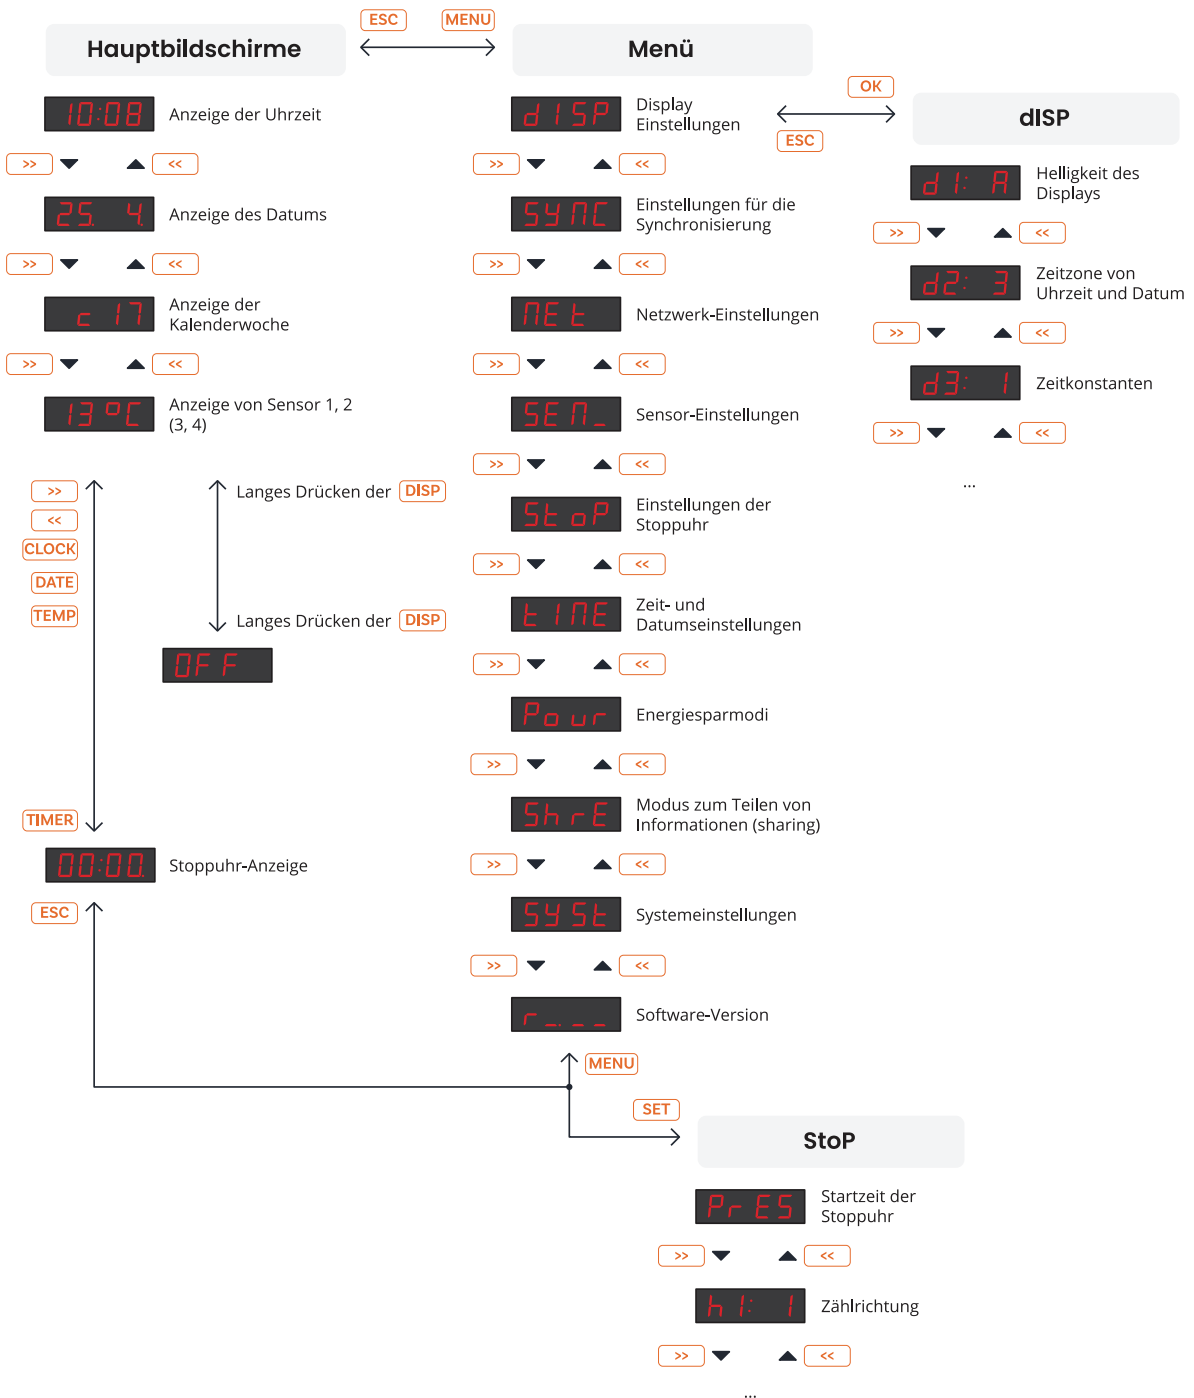 ESC
MENU
Hauptbildschirme
Menü
10:08
Anzeige der Uhrzeit
>>
<<
25. 4.
Anzeige des Datums
>>
<<
c 17
Anzeige der
Kalenderwoche
>>
<<
13 °C
Anzeige von Sensor 1, 2
(3, 4)
>>
<<
CLOCK
DATE
TEMP
Langes Drücken der DISP
Langes Drücken der DISP
OFF
TIMER
00:00.
Stoppuhr-Anzeige
ESC
dISP
Display
Einstellungen
>>
<<
SYNC
Einstellungen für die
Synchronisierung
>>
<<
NEt
Netzwerk-Einstellungen
>>
<<
SEN_
Sensor-Einstellungen
>>
<<
StoP
Einstellungen der
Stoppuhr
>>
<<
tIME
Zeit- und
Datumseinstellungen
>>
<<
Pour
Energiesparmodi
>>
<<
ShrE
Modus zum Teilen von
Informationen (sharing)
>>
<<
SYSt
Systemeinstellungen
>>
<<
r _._ _
Software-Version
MENU
SET
OK
ESC
dISP
d1: A
Helligkeit des
Displays
>>
<<
d2: 3
Zeitzone von
Uhrzeit und Datum
>>
<<
d3: 1
Zeitkonstanten
>>
<<
...
StoP
PrES
Startzeit der
Stoppuhr
>>
<<
h1: 1
Zählrichtung
>>
<<
...